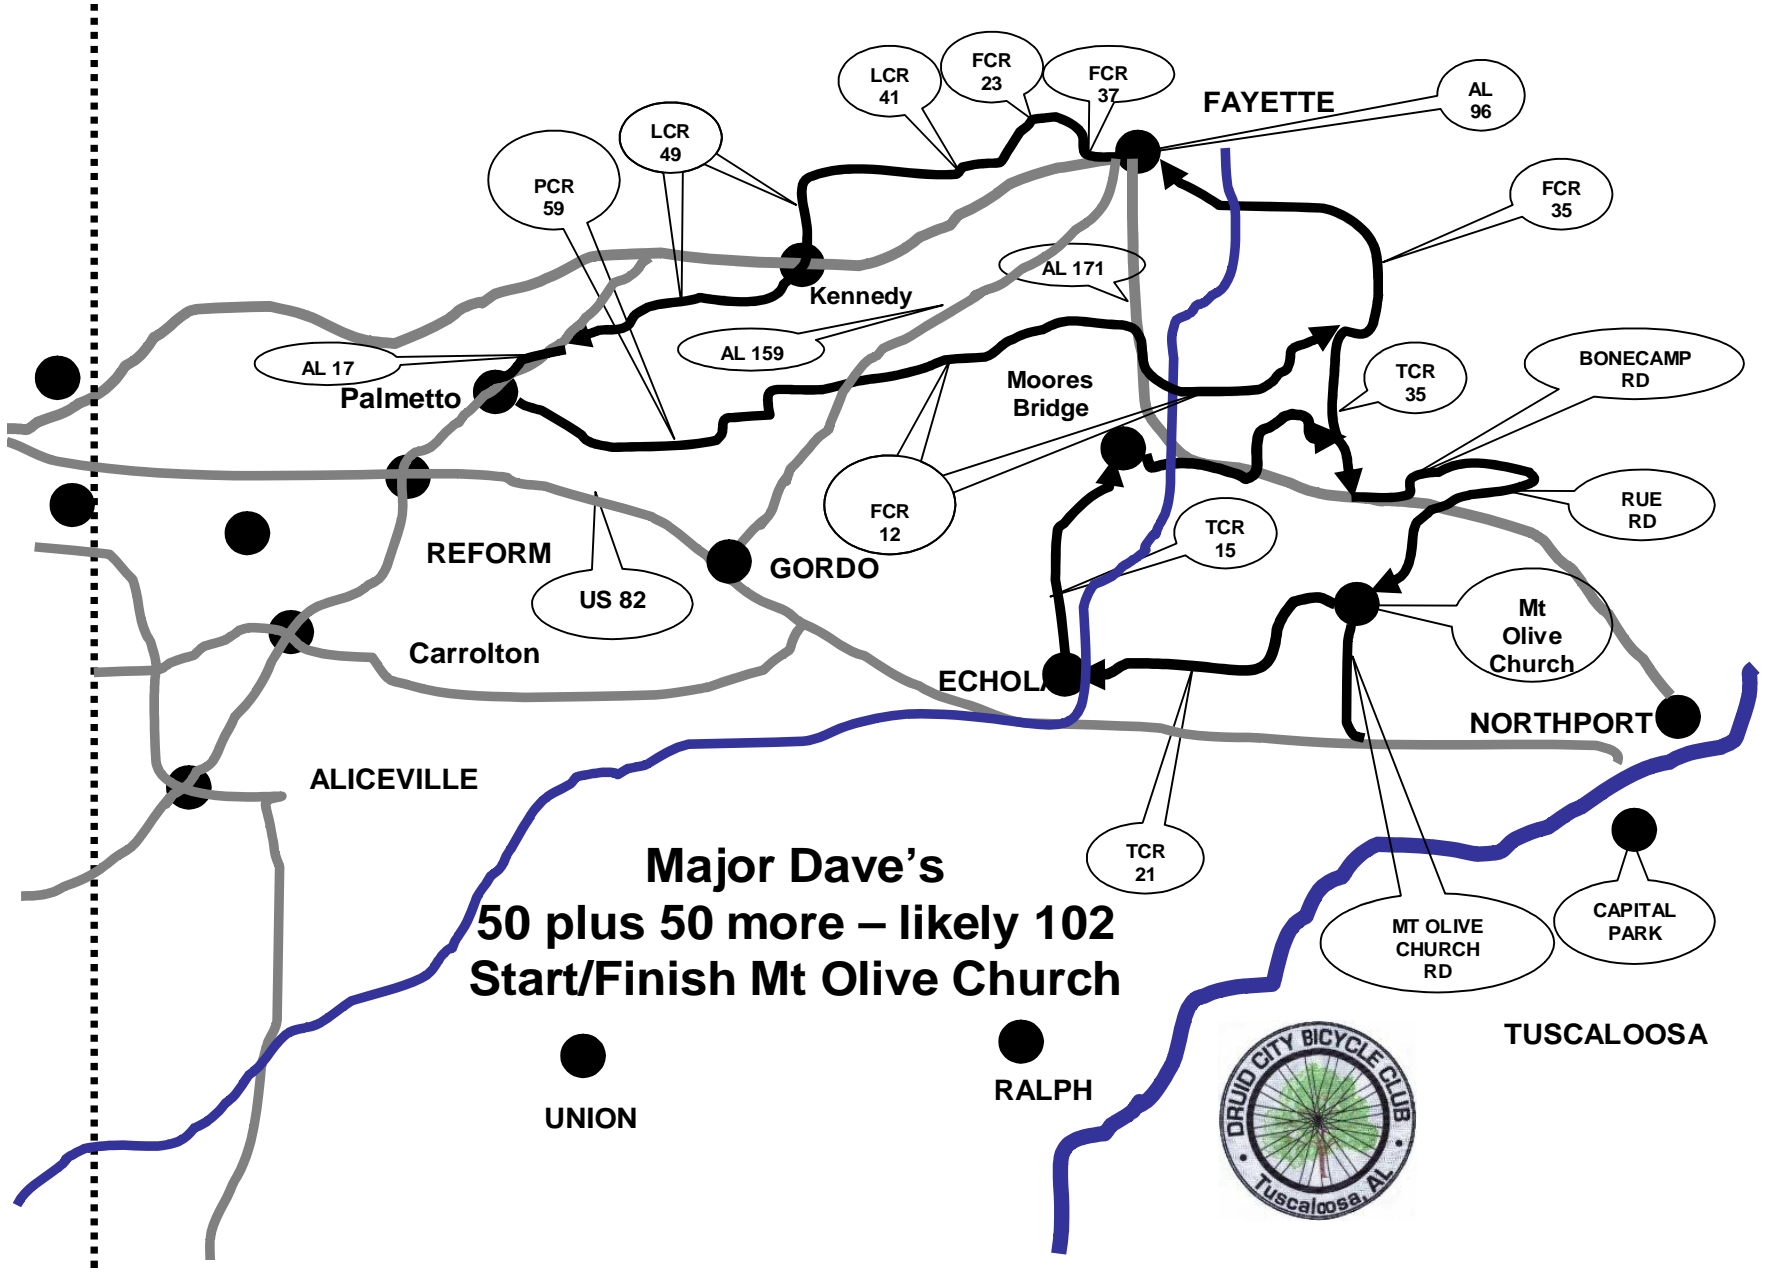 LCR
41
FCR
23
FCR
37
AL
96
FAYETTE
LCR
49
PCR
59
FCR
35
AL 171
Kennedy
AL 159
AL 17
Palmetto
Moores
Bridge
TCR
35
BONECAMP
RD
FCR
12
TCR
15
RUE
RD
REFORM
GORDO
US 82
Mt
Olive
Church
Carrolton
ECHOLA
NORTHPORT
ALICEVILLE
TCR
21
Major Dave’s
50 plus 50 more – likely 102
Start/Finish Mt Olive Church
MT OLIVE
CHURCH
RD
CAPITAL
PARK
TUSCALOOSA
UNION
RALPH
DRUID CITY BICYCLE CLUB
Tuscaloosa, AL